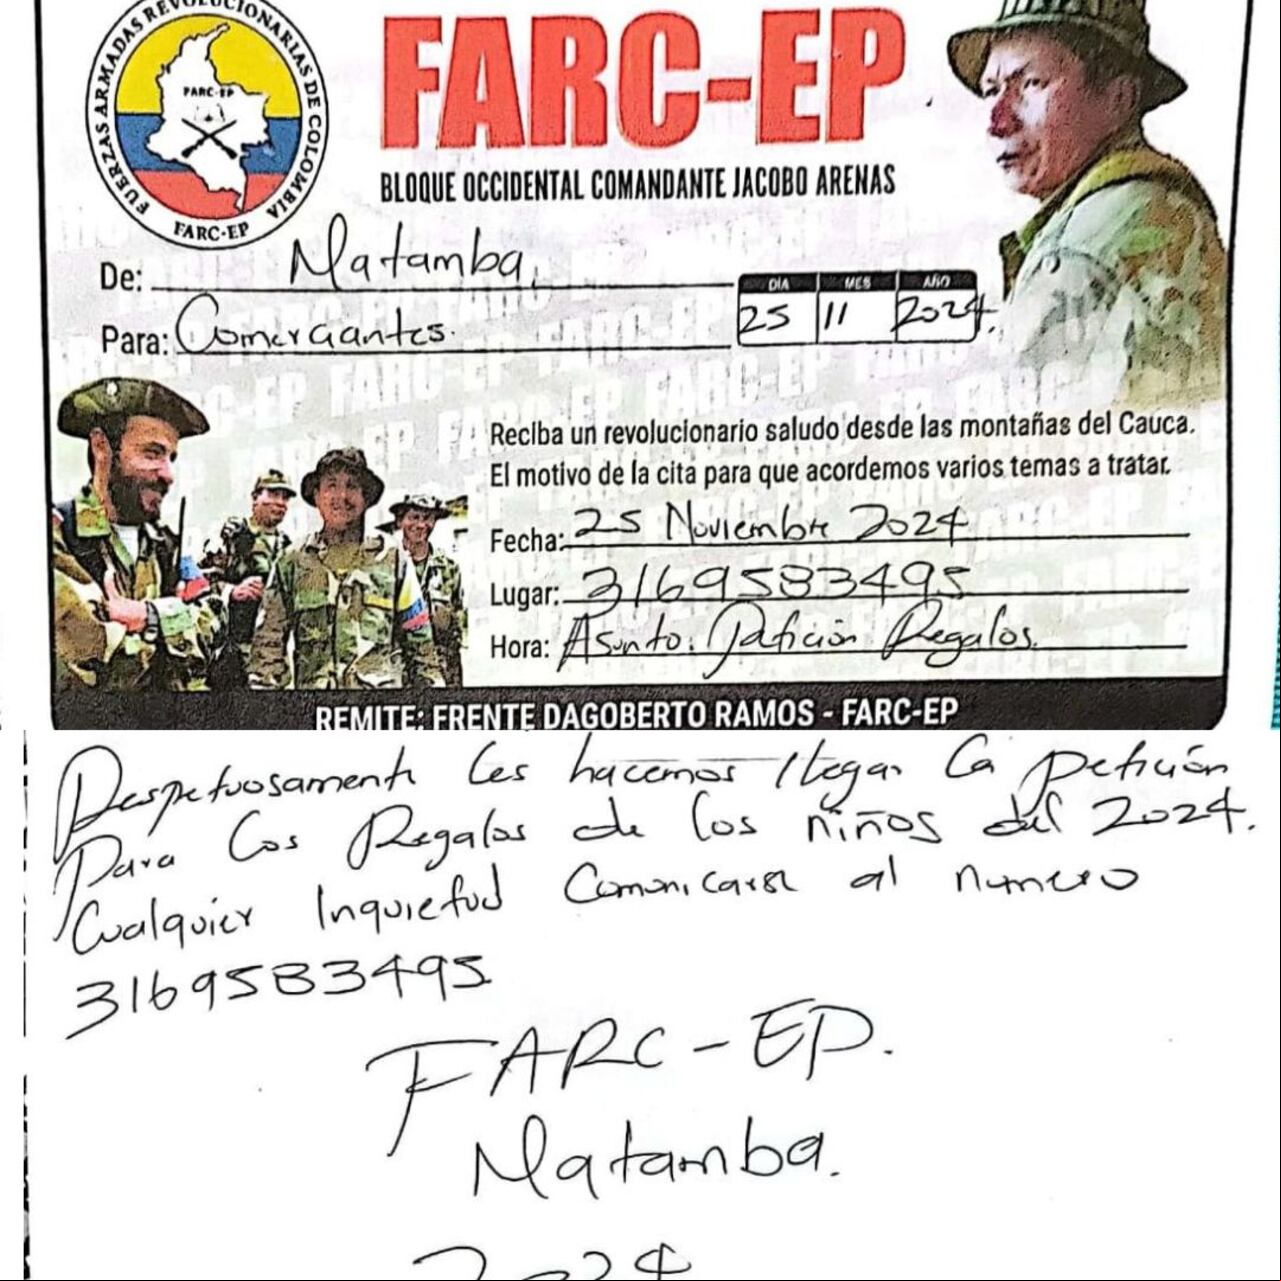 FUERZAS ARMADAS REVOLUCIONARIAS DE COLOMBIA
FARC-EP
FARC-EP
FARC-EP
BLOQUE OCCIDENTAL COMANDANTE JACOBO ARENAS
De: Matamba.
DIA MES AÑO
25 11 2024.
Para: Comerciantes.
Reciba un revolucionario saludo desde las montañas del Cauca.
El motivo de la cita para que acordemos varios temas a tratar.
Fecha: 25 Noviembre 2024
Lugar: 3169583495
Hora: Asunto: Petición Regalos.
REMITE: FRENTE DAGOBERTO RAMOS - FARC-EP
Respetuosamente les hacemos llegar la petición
Para los Regalos de los niños del 2024.
Cualquier Inquietud Comunicarse al numero
3169583495
FARC-EP.
Matamba.
2024